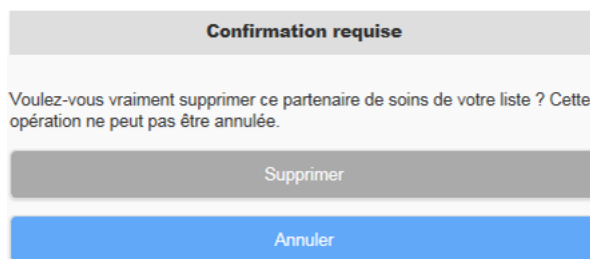 Confirmation requise
Voulez-vous vraiment supprimer ce partenaire de soins de votre liste ? Cette
opération ne peut pas être annulée.
Supprimer
Annuler